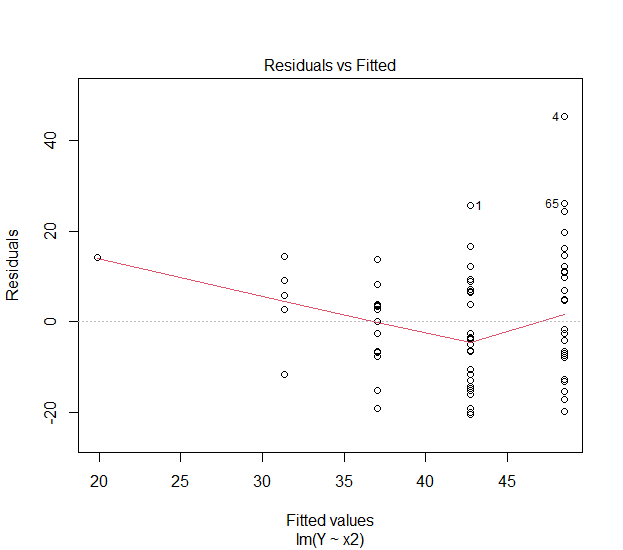 Residuals vs Fitted
Residuals
40
20
0
-20
4
65
1
20 25 30 35 40 45
Fitted values
lm(Y ~ x2)